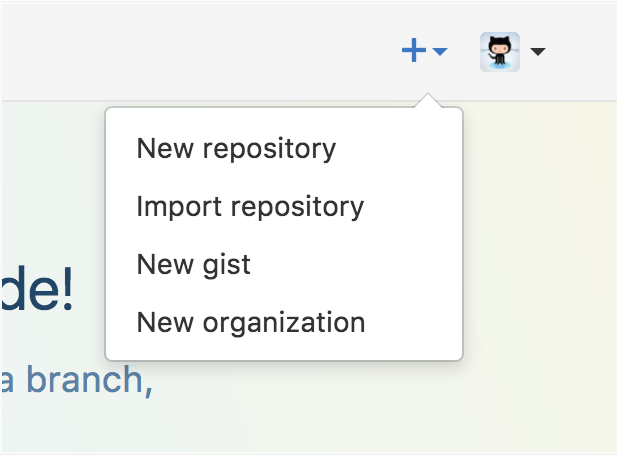 New repository
Import repository
New gist
New organization
de!
a branch,